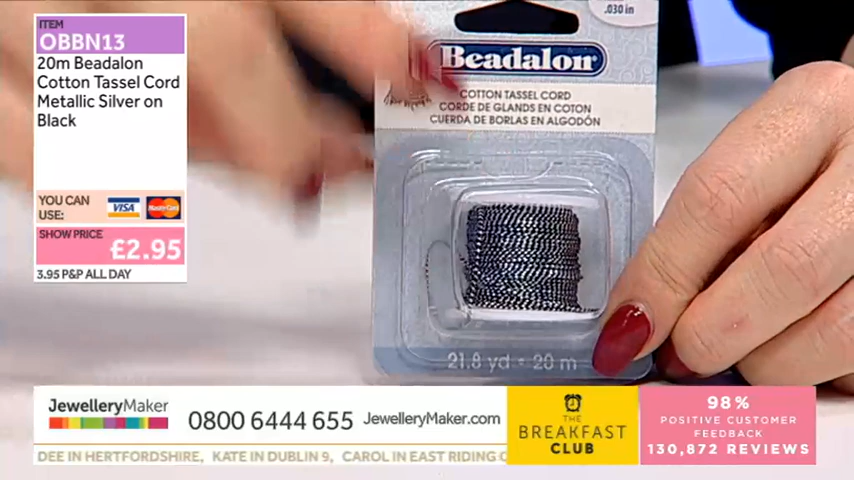 ITEM
OBBN13
20m Beadalon
Cotton Tassel Cord
Metallic Silver on
Black
YOU CAN
USE:
VISA
MasterCard
SHOW PRICE
£2.95
3.95 P&P ALL DAY
.030 in
Beadalon
COTTON TASSEL CORD
CORDE DE GLANDS EN COTON
CUERDA DE BORLAS EN ALGODÓN
21.8 yd - 20 m
JewelleryMaker
0800 6444 655
JewelleryMaker.com
THE
BREAKFAST
CLUB
98%
POSITIVE CUSTOMER
FEEDBACK
130,872 REVIEWS
DEE IN HERTFORDSHIRE, KATE IN DUBLIN 9, CAROL IN EAST RIDING